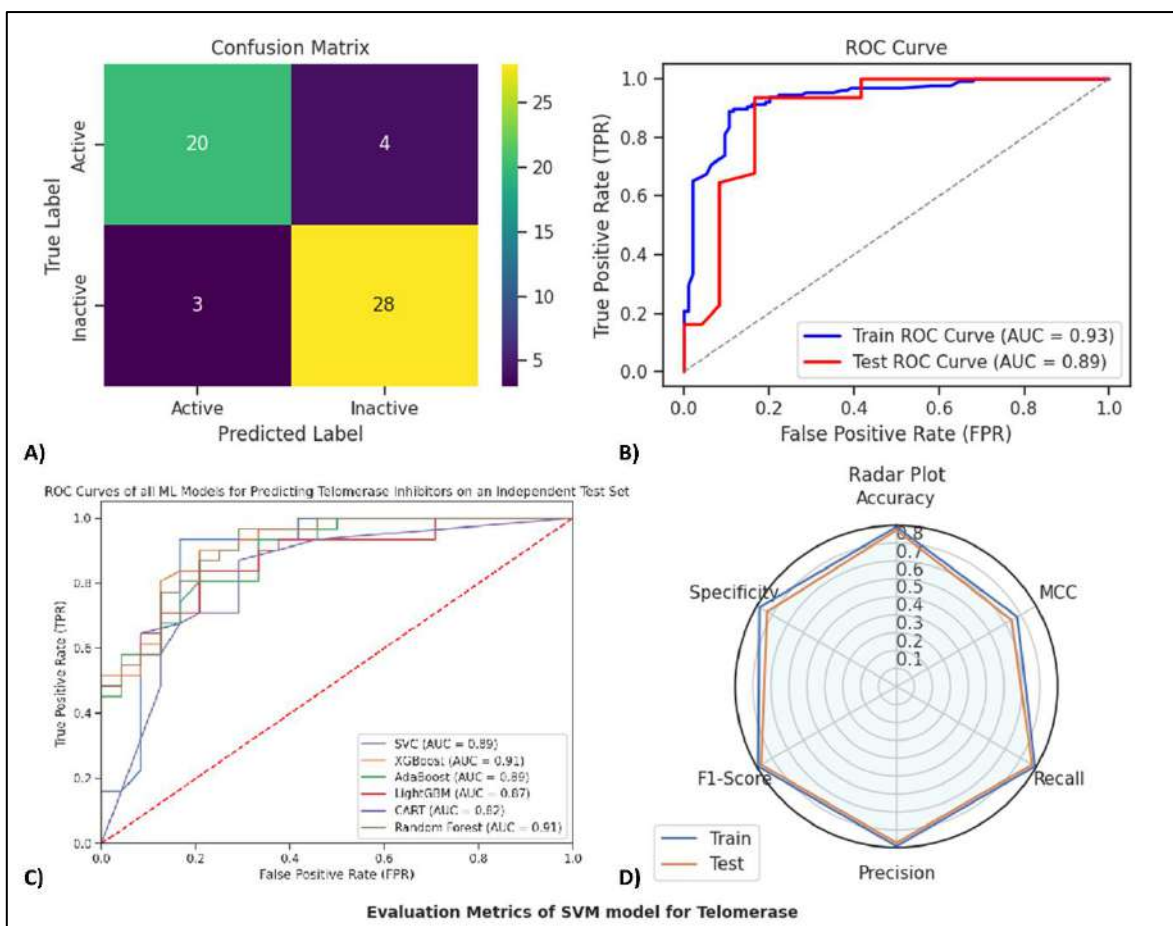 Confusion Matrix
True Label
Active
Inactive
20
4
3
28
Active
Inactive
Predicted Label
25
20
15
10
5
A)
ROC Curve
True Positive Rate (TPR)
1.0
0.8
0.6
0.4
0.2
0.0
Train ROC Curve (AUC = 0.93)
Test ROC Curve (AUC = 0.89)
0.0
0.2
0.4
0.6
0.8
1.0
False Positive Rate (FPR)
B)
ROC Curves of all ML Models for Predicting Telomerase Inhibitors on an Independent Test Set
True Positive Rate (TPR)
1.0
0.8
0.6
0.4
0.2
0.0
SVC (AUC = 0.89)
XGBoost (AUC = 0.91)
AdaBoost (AUC = 0.89)
LightGBM (AUC = 0.87)
CART (AUC = 0.82)
Random Forest (AUC = 0.91)
0.0
0.2
0.4
0.6
0.8
1.0
False Positive Rate (FPR)
C)
Radar Plot
Accuracy
0.8
0.7
0.6
0.5
0.4
0.3
0.2
0.1
Specificity
MCC
F1-Score
Recall
Precision
Train
Test
D)
Evaluation Metrics of SVM model for Telomerase